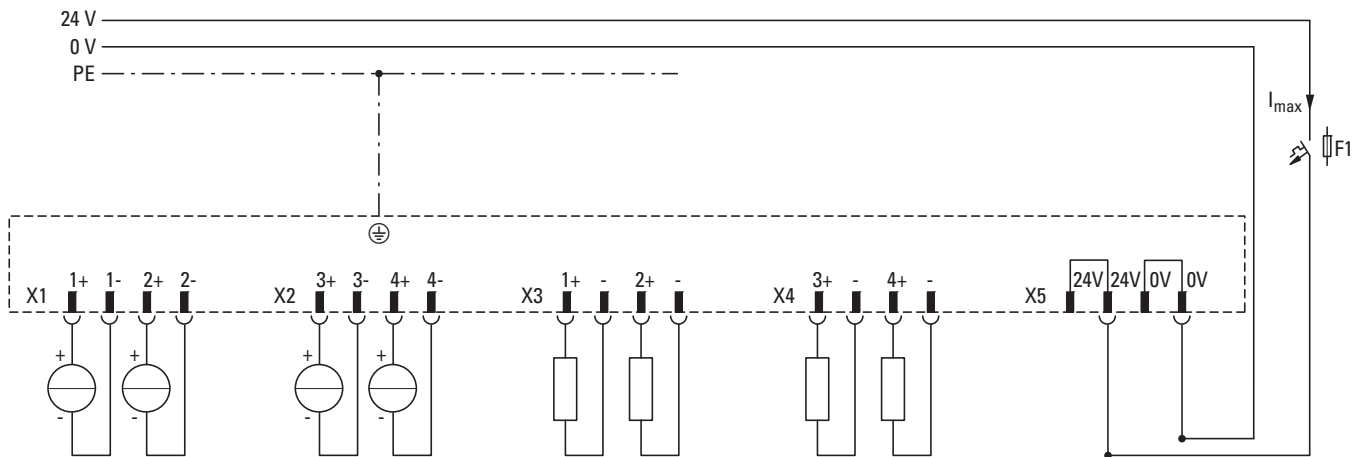 24 V
0 V
PE
Imax
F1
1+ 1- 2+ 2- 3+ 3- 4+ 4- 1+ - 2+ - 3+ - 4+ - 24V 24V 0V 0V
X1 X2 X3 X4 X5
+ + + +
- - - -